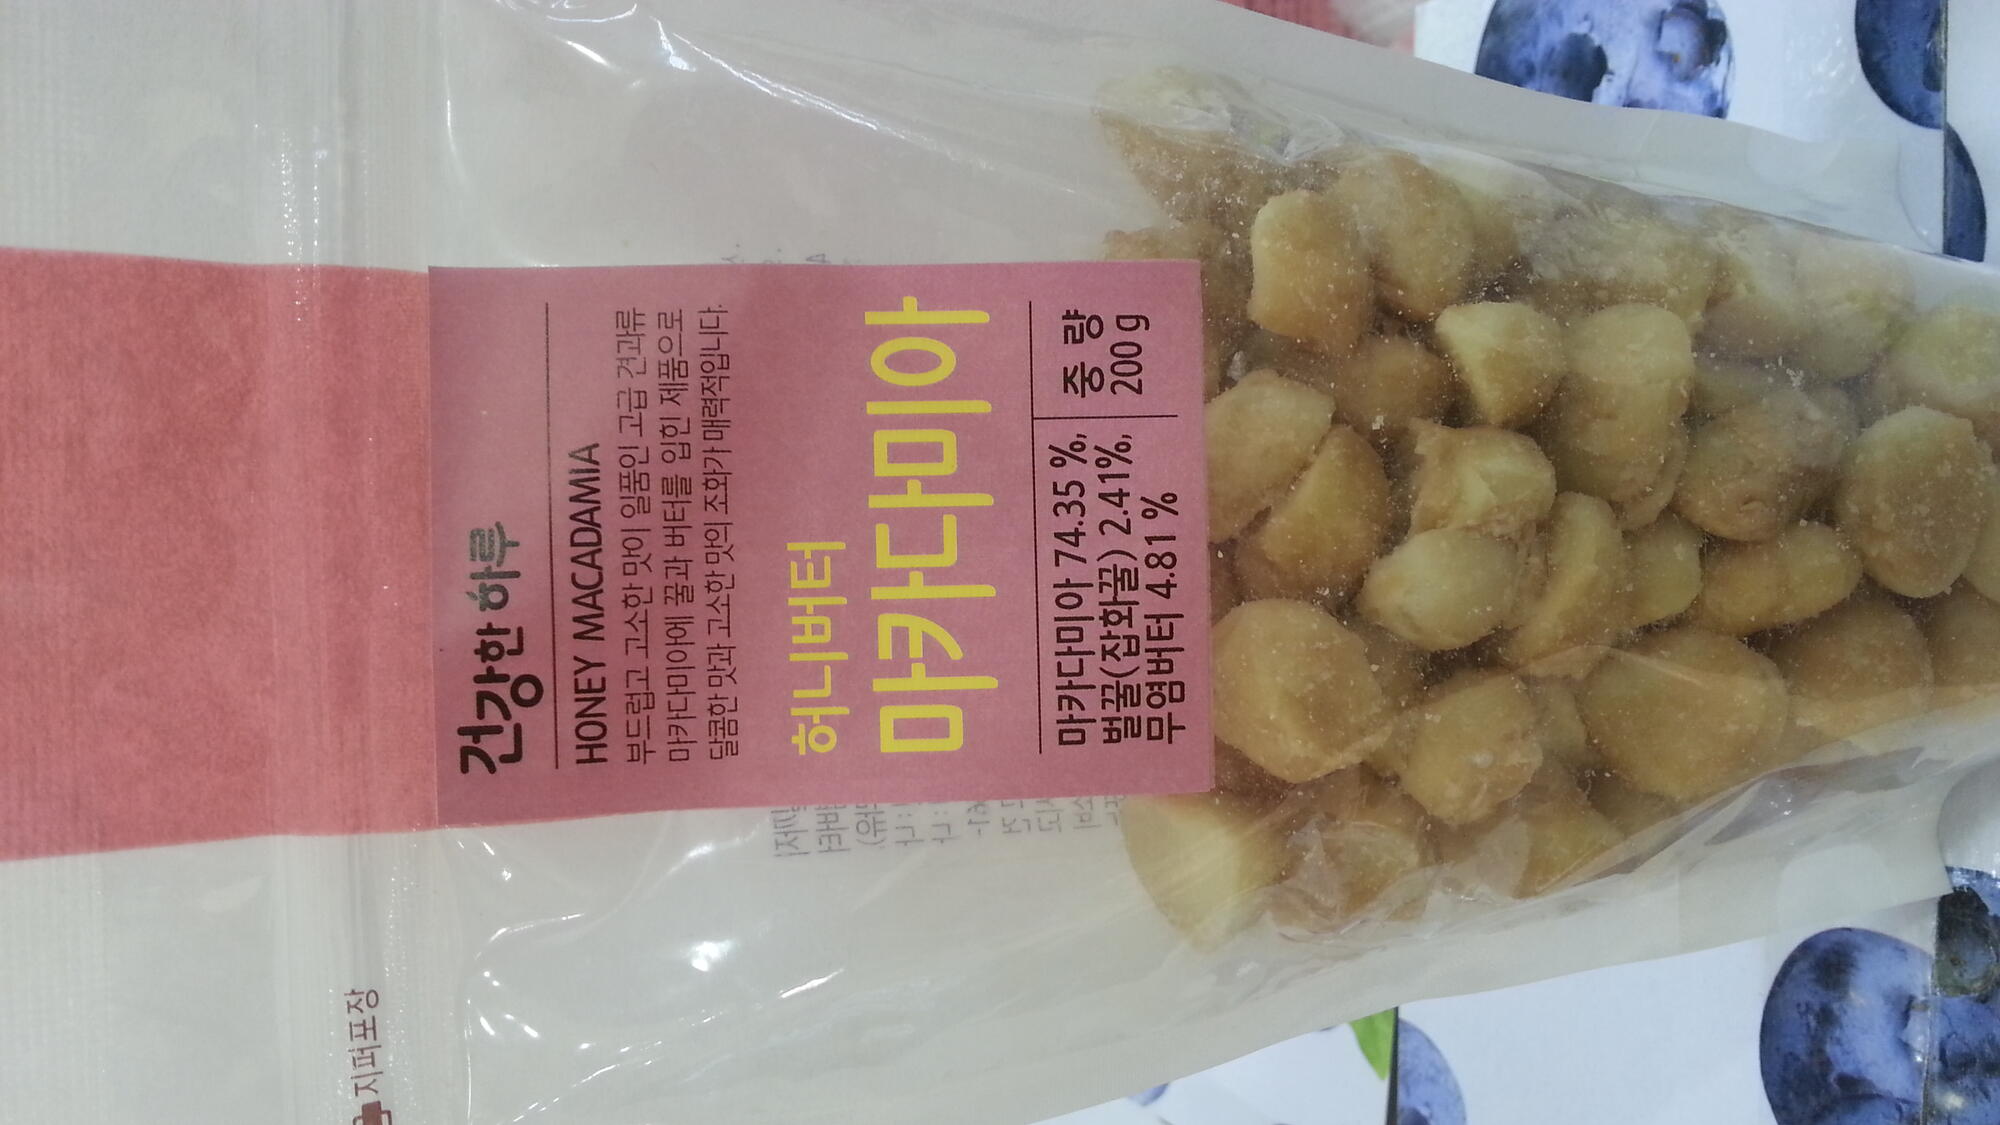 지퍼포장
건강한 하루
HONEY MACADAMIA
부드럽고 고소한 맛이 일품인 고급 견과류
마카다미아에 꿀과 버터를 입힌 제품으로
달콤한 맛과 고소한 맛의 조화가 매력적입니다.
허니버터
마카다미아
마카다미아 74.35 %,
벌꿀(잡화꿀) 2.41%,
무염버터 4.81 %
중 량
200 g